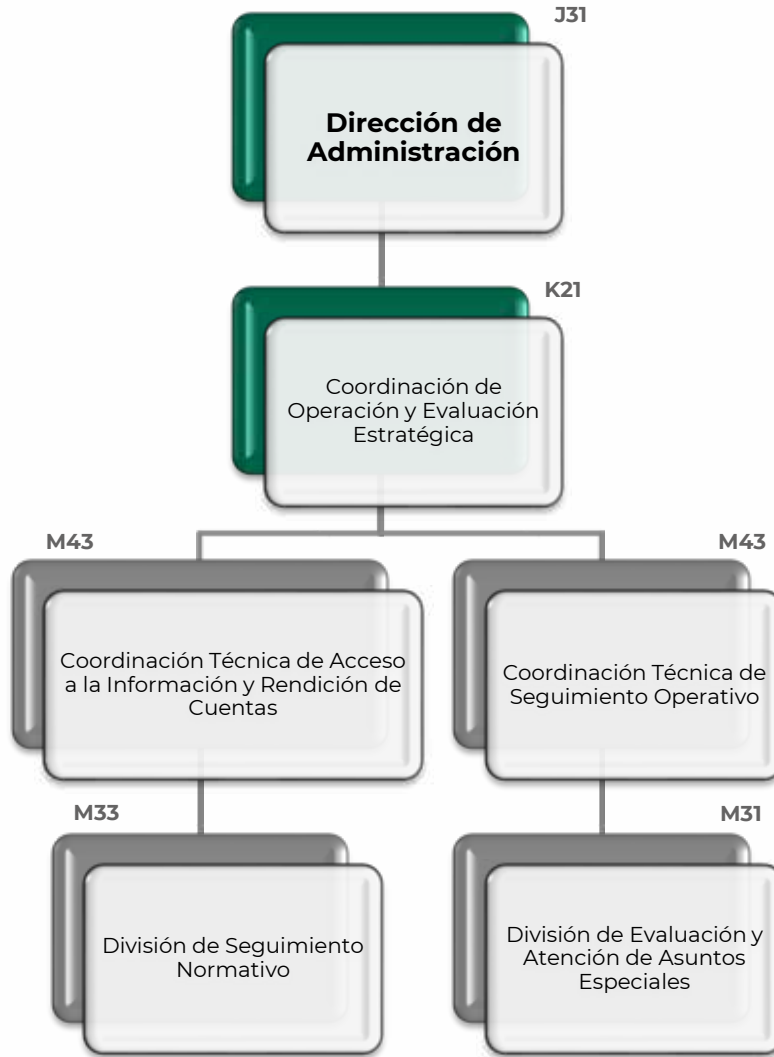 J31
Dirección de
Administración
K21
Coordinación de
Operación y Evaluación
Estratégica
M43
M43
Coordinación Técnica de Acceso
a la Información y Rendición de
Cuentas
Coordinación Técnica de
Seguimiento Operativo
M33
M31
División de Seguimiento
Normativo
División de Evaluación y
Atención de Asuntos
Especiales